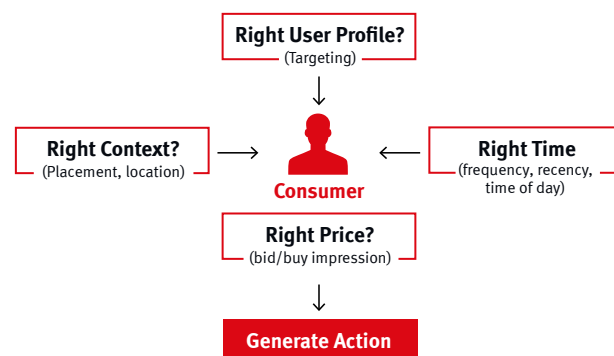 Right User Profile?
(Targeting)
Right Context?
(Placement, location)
Consumer
Right Time
(frequency, recency,
time of day)
Right Price?
(bid/buy impression)
Generate Action